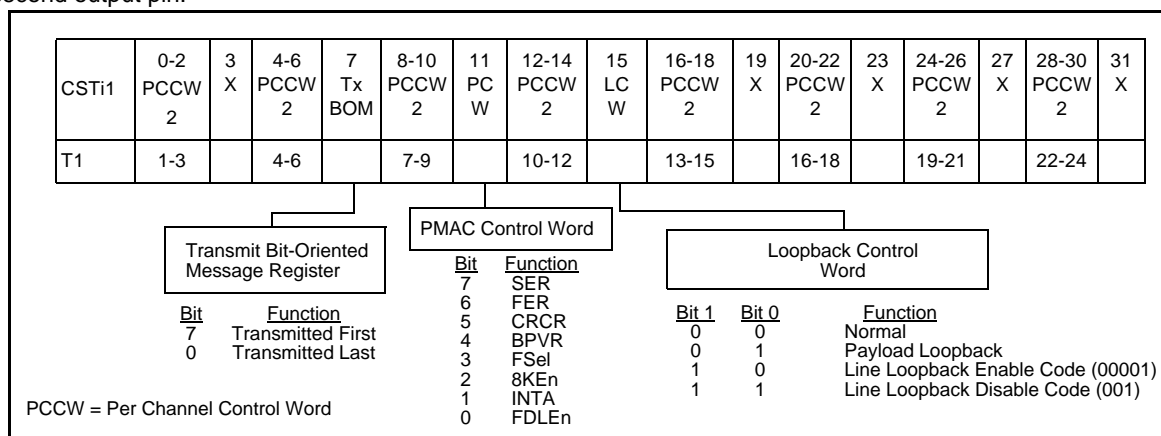 second output pin.
CSTi1 0-2 3 4-6 7 8-10 11 12-14 15 16-18 19 20-22 23 24-26 27 28-30 31
PCCW X PCCW Tx PCCW PC PCCW LC PCCW X PCCW X PCCW X PCCW X
2 2 BOM 2 W 2 W 2 2 2 2
T1 1-3 4-6 7-9 10-12 13-15 16-18 19-21 22-24
Transmit Bit-Oriented
Message Register
Bit Function
7 Transmitted First
0 Transmitted Last
PMAC Control Word
Bit Function
7 SER
6 FER
5 CRCR
4 BPVR
3 FSel
2 8KEn
1 INTA
0 FDLEn
Loopback Control
Word
Bit 1 Bit 0 Function
0 0 Normal
0 1 Payload Loopback
1 0 Line Loopback Enable Code (00001)
1 1 Line Loopback Disable Code (001)
PCCW = Per Channel Control Word